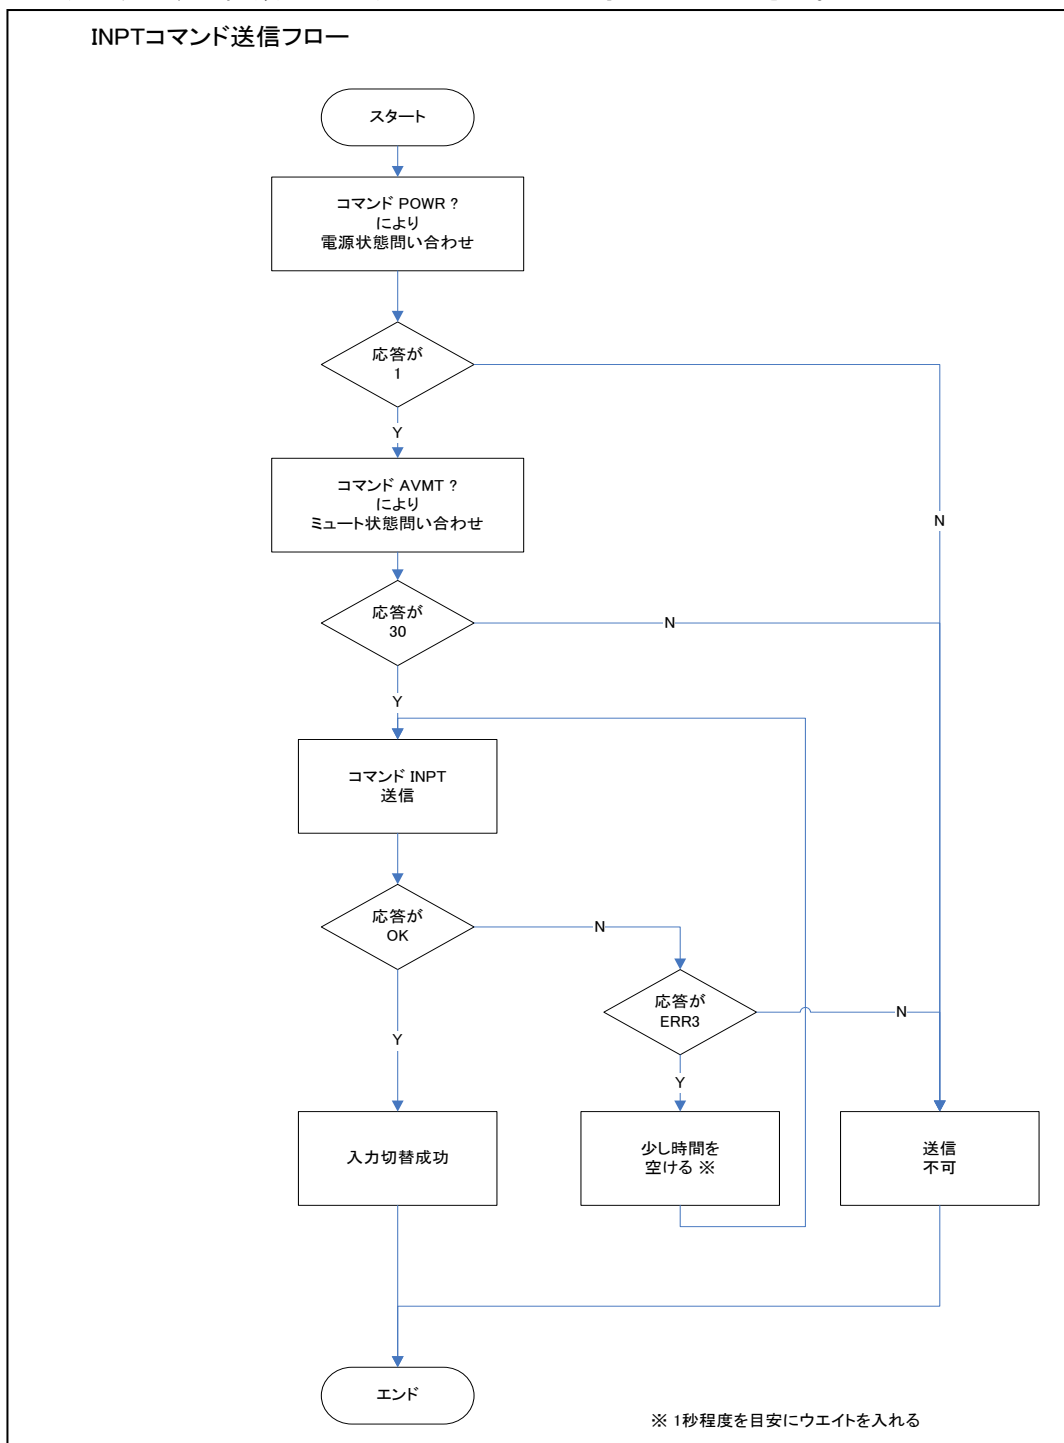 INPTコマンド送信フロー
スタート
コマンド POWR ?
により
電源状態問い合わせ
応答が
1
Y
N
コマンド AVMT ?
により
ミュート状態問い合わせ
応答が
30
N
Y
コマンド INPT
送信
応答が
OK
N
応答が
ERR3
N
Y
Y
入力切替成功
少し時間を
空ける ※
送信
不可
エンド
※ 1秒程度を目安にウエイトを入れる